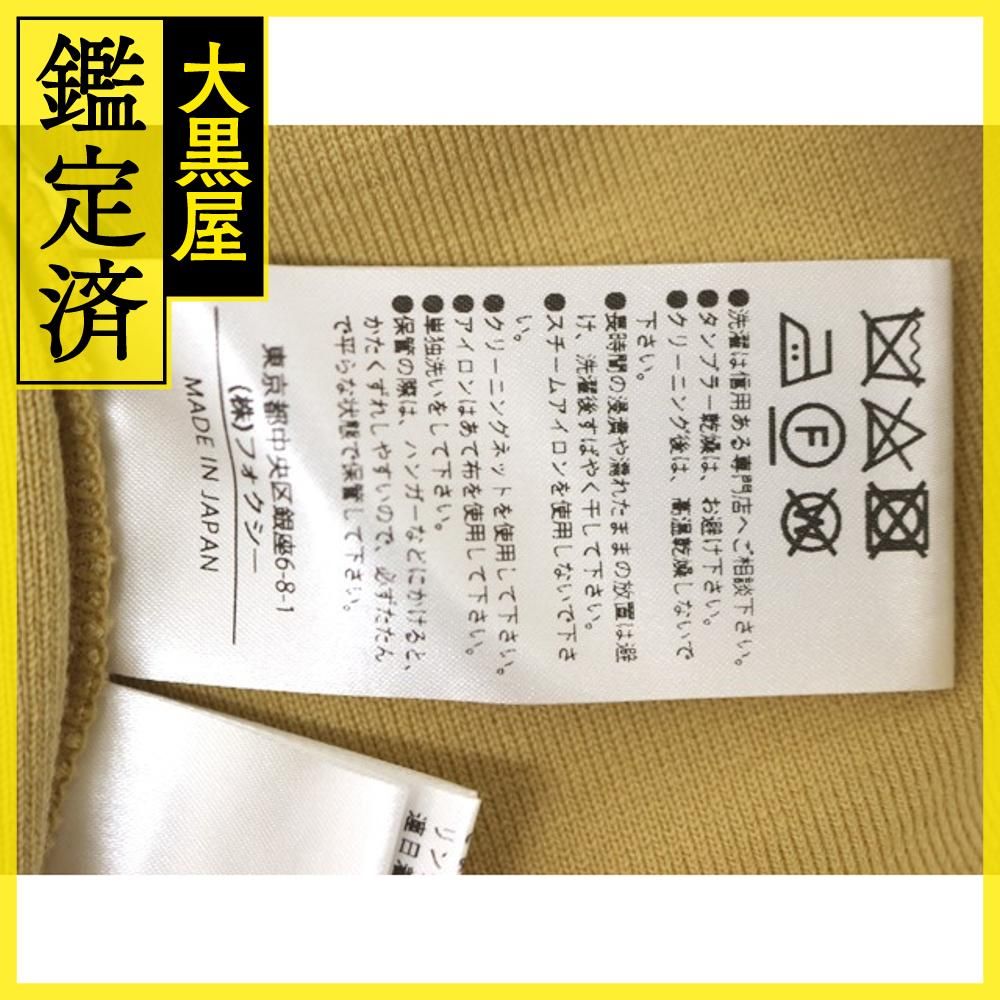 鑑定済
大黒屋
●洗濯は信用ある専門店へご相談下さい。
●タンブラー乾燥は、お避け下さい。
●クリーニング後は、高温乾燥しないで
下さい。
●長時間の浸漬や濡れたままの放置は避
け、洗濯後すばやく干して下さい。
●スチームアイロンを使用しないで下さ
い。
●クリーニングネットを使用して下さい。
●アイロンはあて布を使用して下さい。
●単独洗いをして下さい。
●保管の際は、ハンガーなどにかけると、
かたくずれしやすいので、必ずたたん
で平らな状態で保管して下さい。
東京都中央区銀座6-8-1
(株)フォクシー
MADE IN JAPAN
F
W
リン
連日着